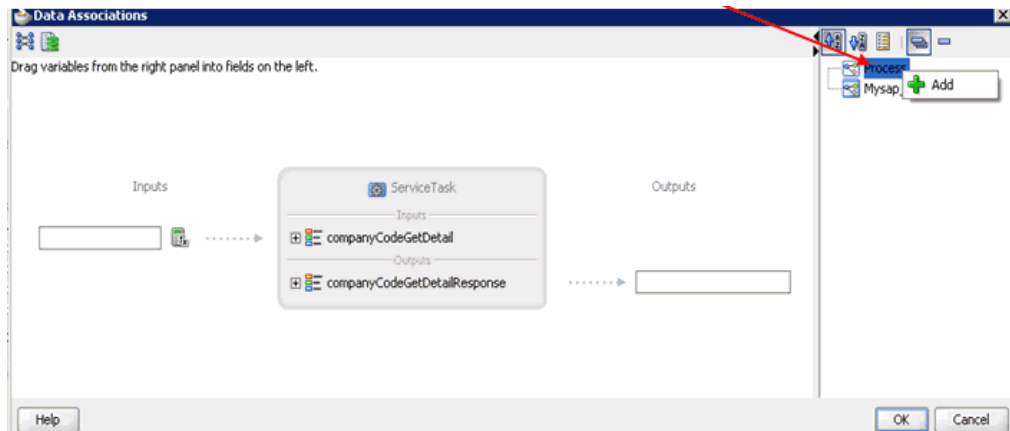 Data Associations
Drag variables from the right panel into fields on the left.
Process
Mysap_
Add
Inputs
ServiceTask
Outputs
Inputs
companyCodeGetDetail
Outputs
companyCodeGetDetailResponse
Help
OK
Cancel